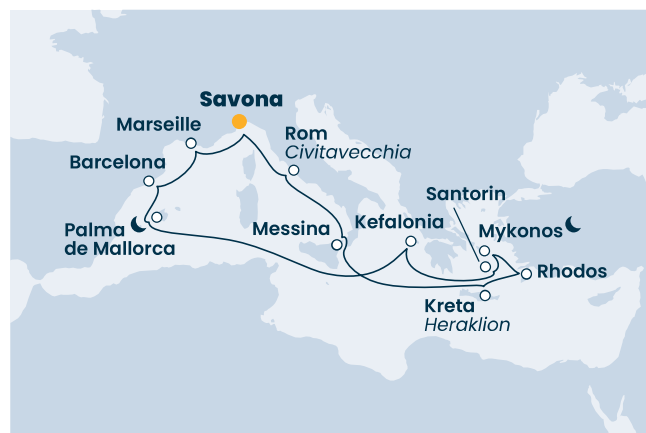 Savona
Marseille
Rom
Civitavecchia
Barcelona
Santorin
Palma
de Mallorca
Messina
Kefalonia
Mykonos
Rhodos
Kreta
Heraklion